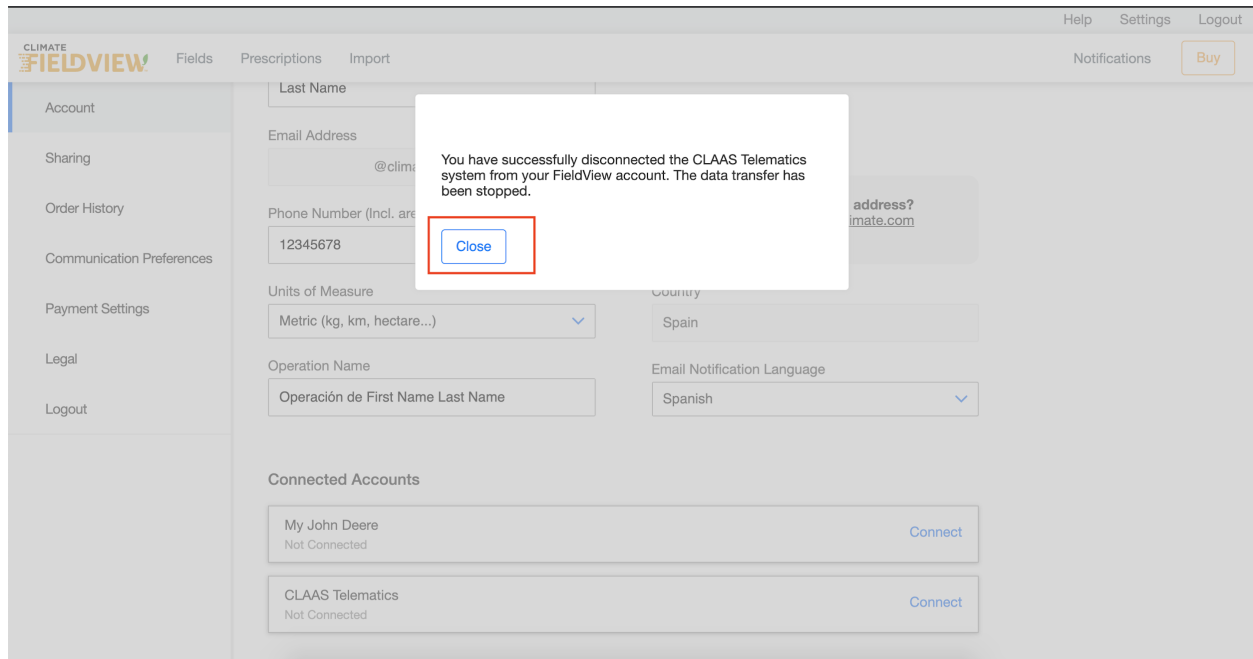 Help Settings Logout
CLIMATE
FIELDVIEW
Fields Prescriptions Import
Notifications Buy
Account
Sharing
Order History
Communication Preferences
Payment Settings
Legal
Logout
Last Name
Email Address
@clima
Phone Number (Incl. are
12345678
address?
imate.com
Units of Measure
Metric (kg, km, hectare...)
Country
Spain
Operation Name
Operación de First Name Last Name
Email Notification Language
Spanish
You have successfully disconnected the CLAAS Telematics
system from your FieldView account. The data transfer has
been stopped.
Close
Connected Accounts
My John Deere
Not Connected
Connect
CLAAS Telematics
Not Connected
Connect